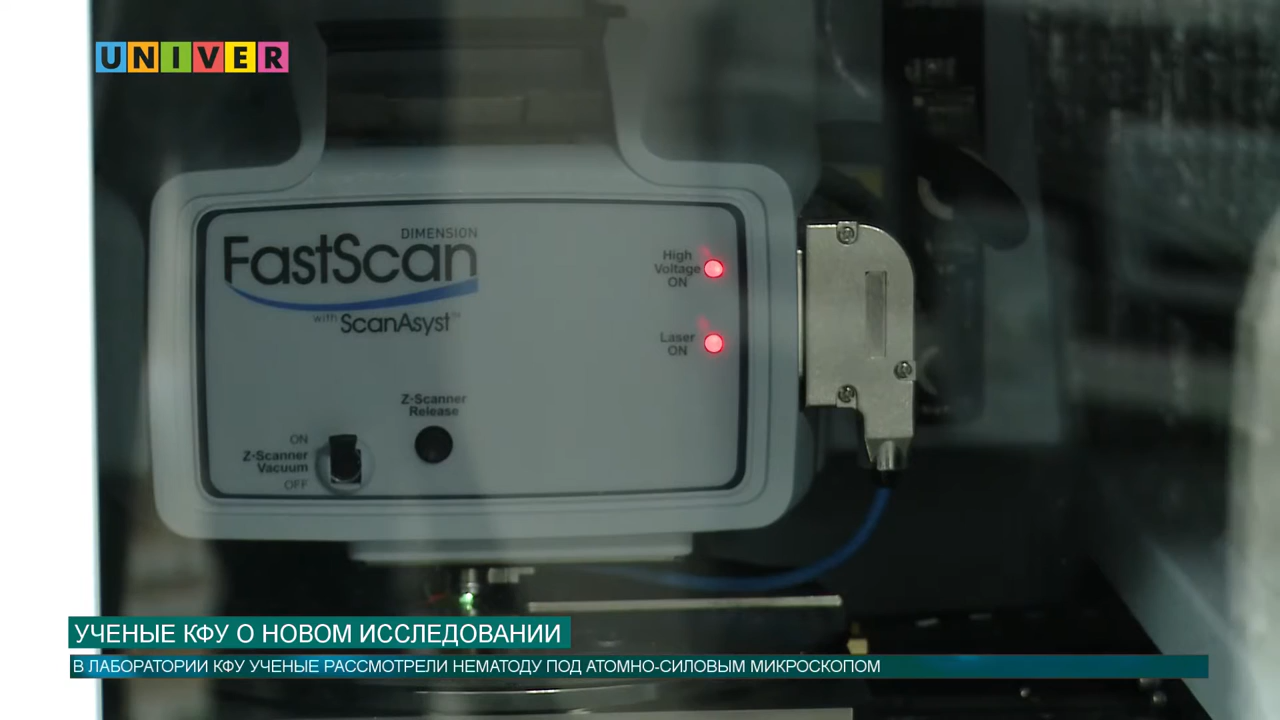 UNIVER
DIMENSION
FastScan
with ScanAsyst™
High
Voltage
ON
Laser
ON
Z-Scanner
Release
ON
Z-Scanner
Vacuum
OFF
УЧЕНЫЕ КФУ О НОВОМ ИССЛЕДОВАНИИ
В ЛАБОРАТОРИИ КФУ УЧЕНЫЕ РАССМОТРЕЛИ НЕМАТОДУ ПОД АТОМНО-СИЛОВЫМ МИКРОСКОПОМ